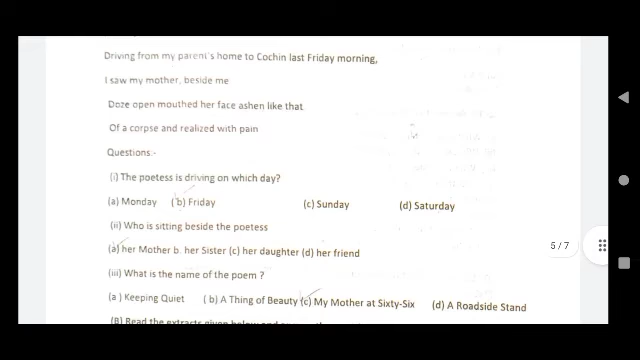 Driving from my parent's home to Cochin last Friday morning,
I saw my mother, beside me
Doze open mouthed her face ashen like that
Of a corpse and realized with pain
Questions:-
(i) The poetess is driving on which day?
(a) Monday (b) Friday (c) Sunday (d) Saturday
(ii) Who is sitting beside the poetess
(a) her Mother b. her Sister (c) her daughter (d) her friend
(iii) What is the name of the poem ?
(a ) Keeping Quiet ( b) A Thing of Beauty (c) My Mother at Sixty-Six (d) A Roadside Stand
(B) Read the extracts given below and
5/7